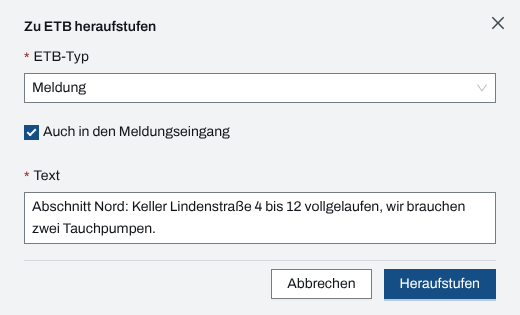 Zu ETB heraufstufen
* ETB-Typ
Meldung
Auch in den Meldungseingang
* Text
Abschnitt Nord: Keller Lindenstraße 4 bis 12 vollgelaufen, wir brauchen
zwei Tauchpumpen.
Abbrechen Heraufstufen